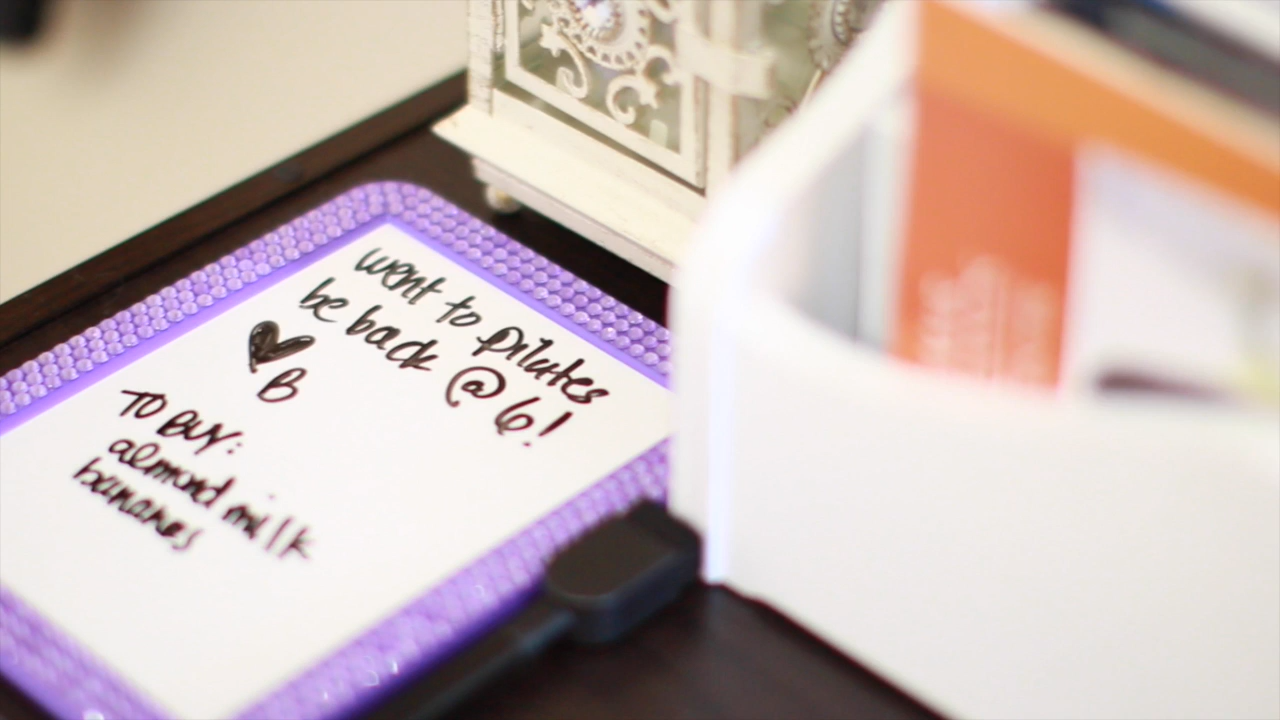 went to pilates
be back @ 6!
♥ B
TO BUY:
almond milk
bananas